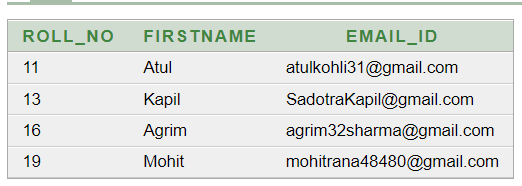 ROLL_NO FIRSTNAME EMAIL_ID
11 Atul atulkohli31@gmail.com
13 Kapil SadotraKapil@gmail.com
16 Agrim agrim32sharma@gmail.com
19 Mohit mohitrana48480@gmail.com